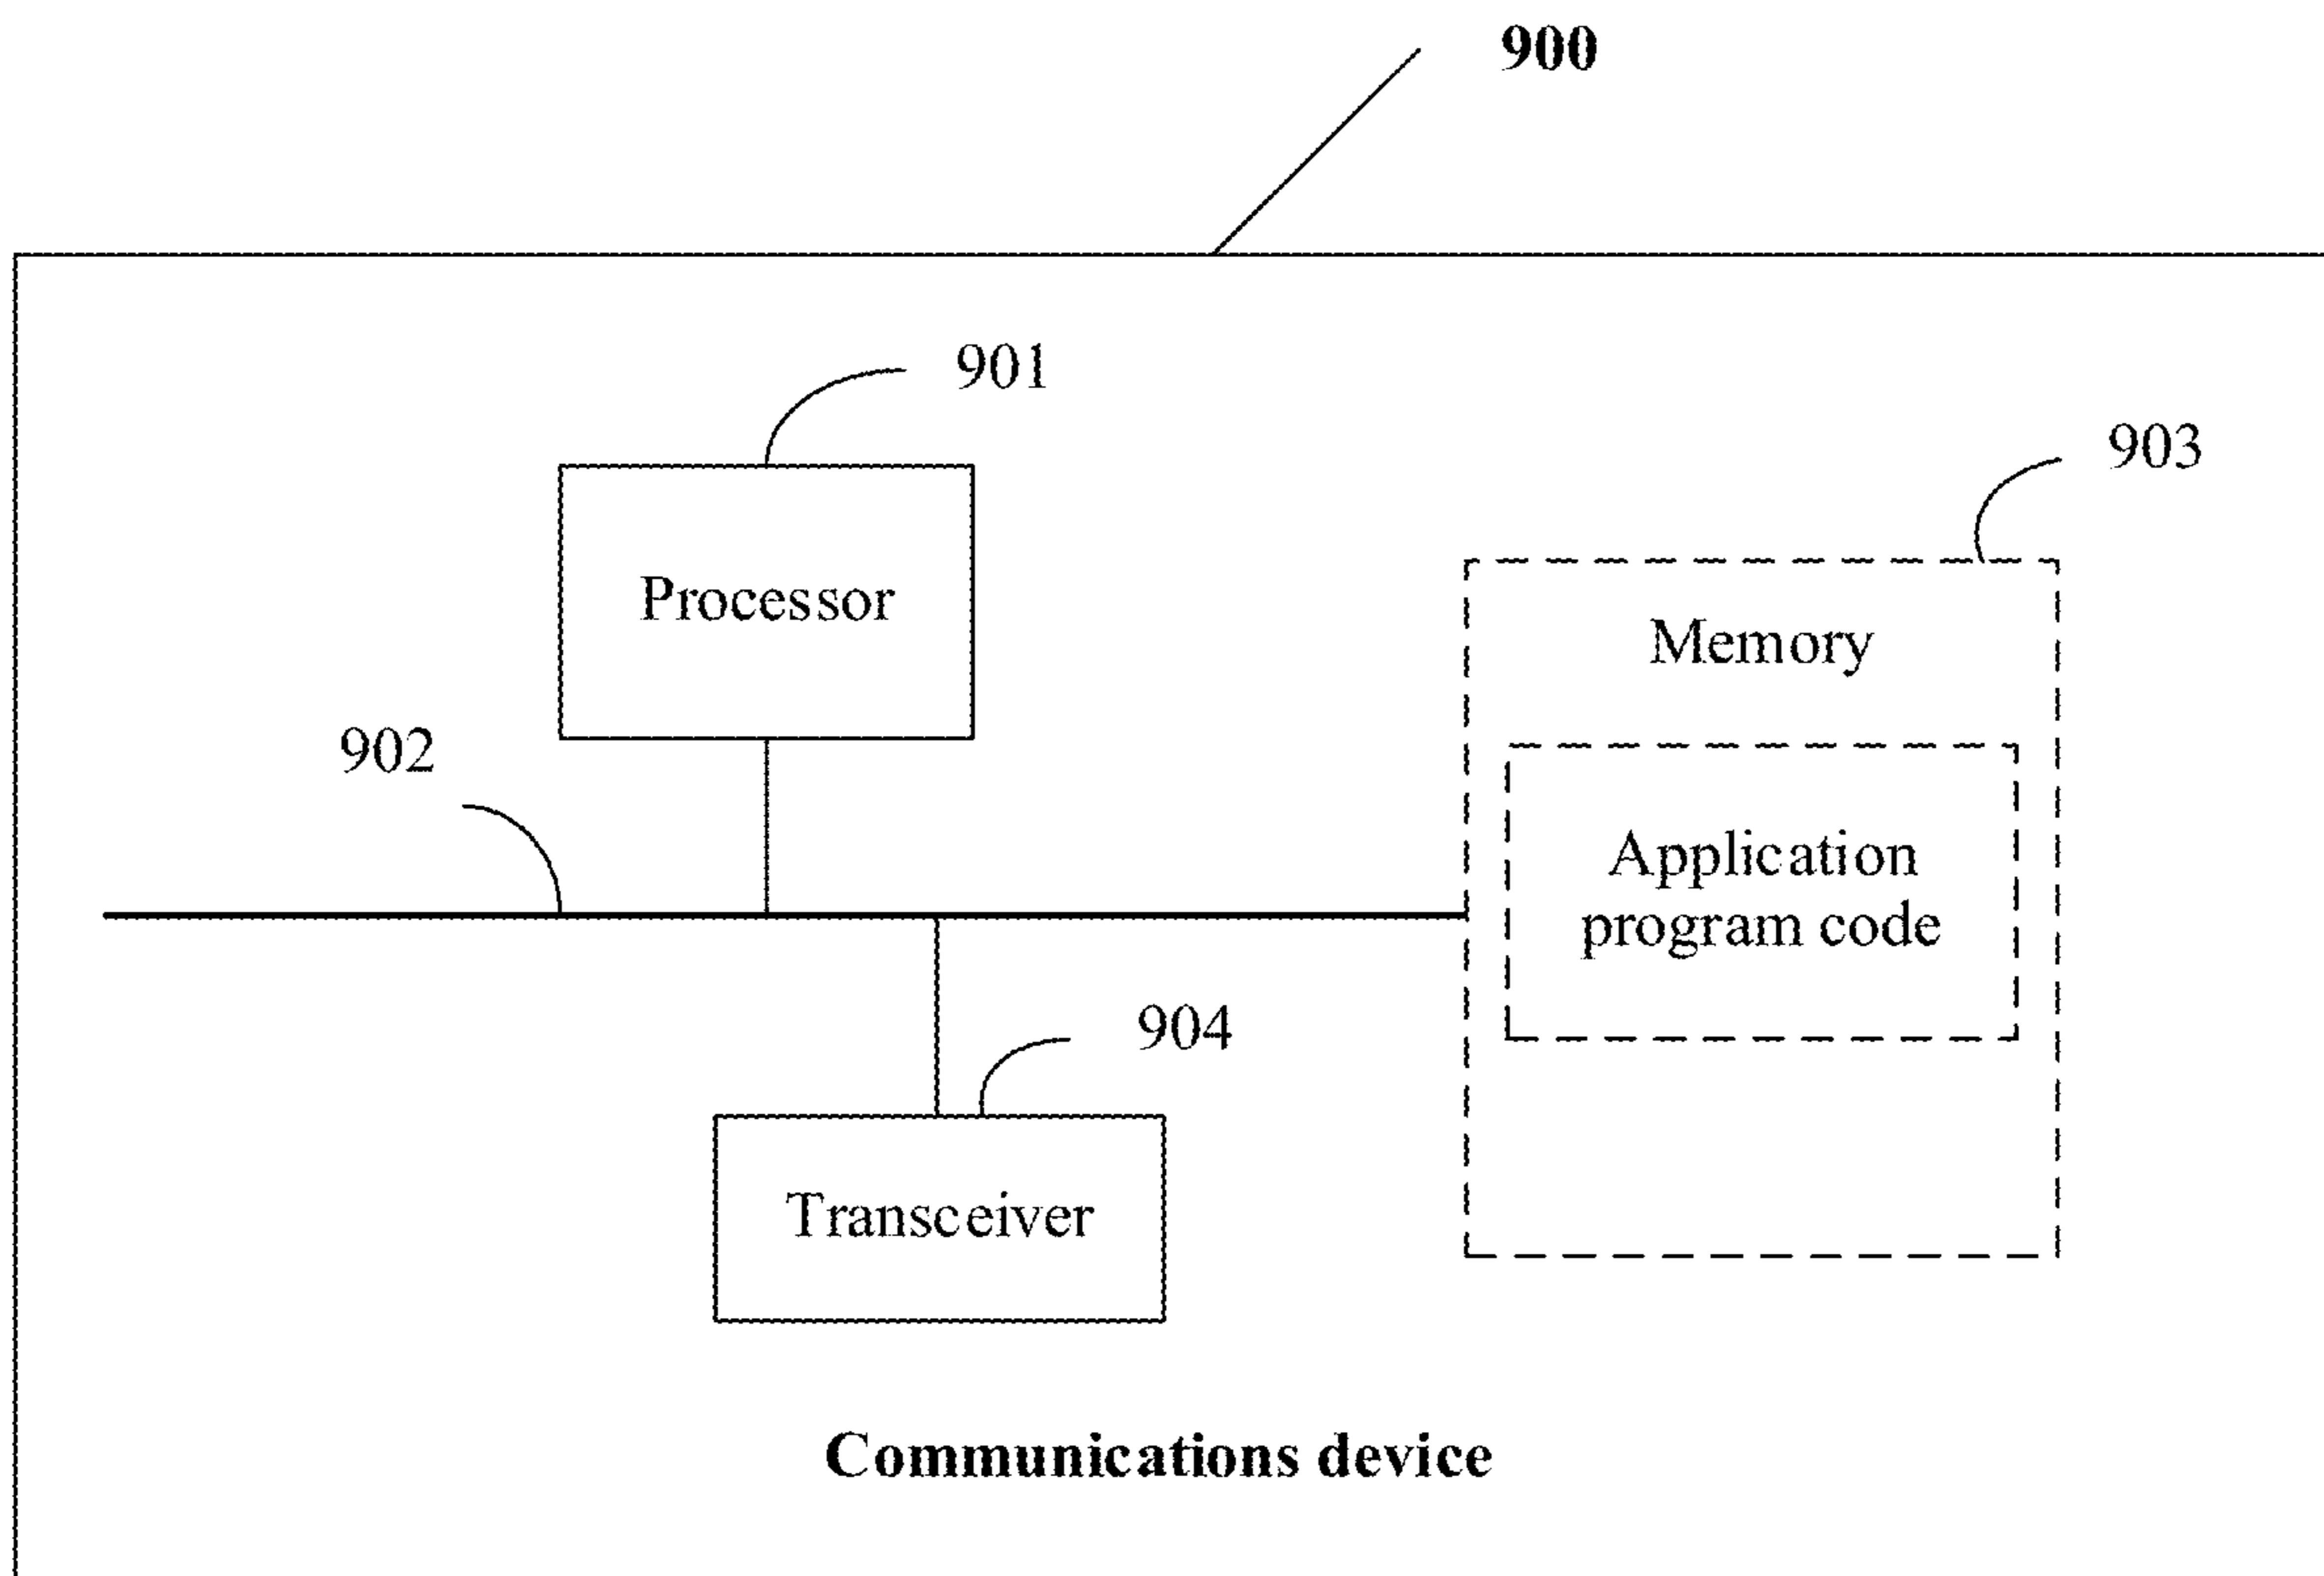 900
901
903
Processor
Memory
902
Application
program code
904
Transceiver
Communications device